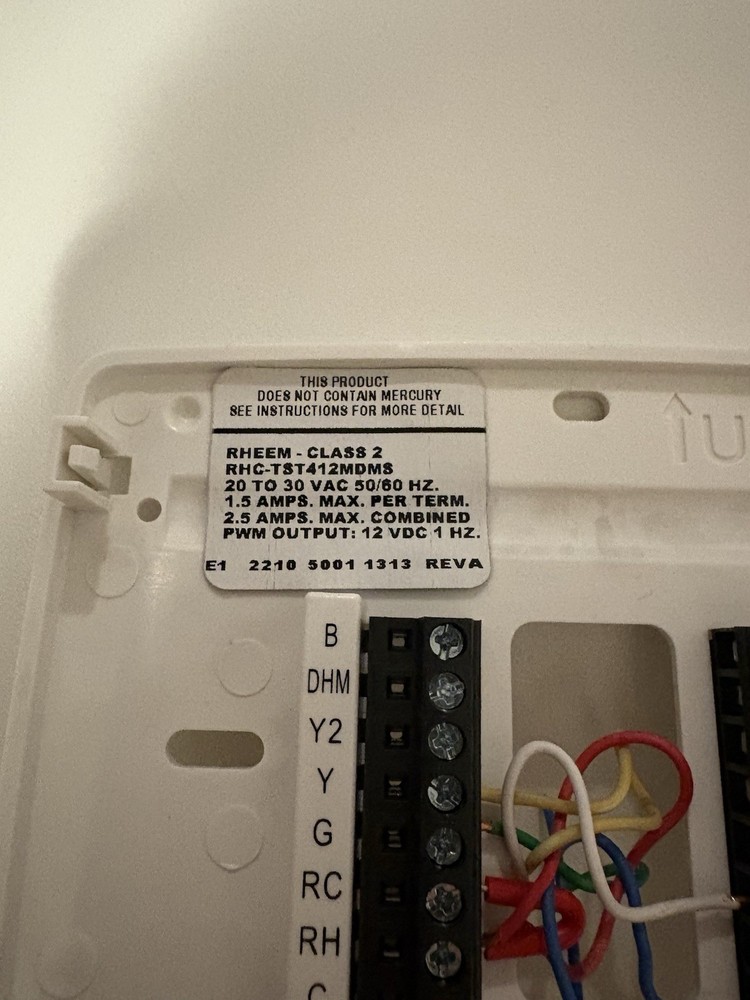 THIS PRODUCT
DOES NOT CONTAIN MERCURY
SEE INSTRUCTIONS FOR MORE DETAIL
RHEEM - CLASS 2
RHC-TST412MDMS
20 TO 30 VAC 50/60 HZ.
1.5 AMPS. MAX. PER TERM.
2.5 AMPS. MAX. COMBINED
PWM OUTPUT: 12 VDC 1 HZ.
E1 2210 5001 1313 REVA
U
B
DHM
Y2
Y
G
RC
RH
C